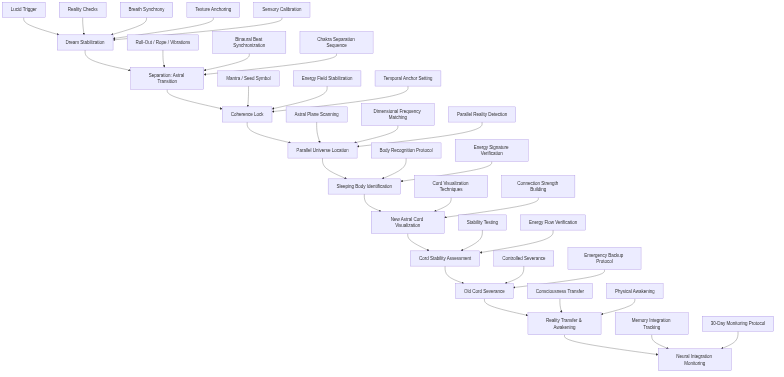 Lucid Trigger
Reality Checks
Breath Synchrony
Texture Anchoring
Sensory Calibration
Dream Stabilization
Roll-Out / Rope / Vibrations
Binaural Beat
Synchronization
Chakra Separation
Sequence
Separation: Astral
Transition
Mantra / Seed Symbol
Energy Field Stabilization
Temporal Anchor Setting
Coherence Lock
Astral Plane Scanning
Dimensional Frequency
Matching
Parallel Reality Detection
Parallel Universe Location
Body Recognition Protocol
Energy Signature
Verification
Sleeping Body Identification
Cord Visualization
Techniques
Connection Strength
Building
New Astral Cord
Visualization
Stability Testing
Energy Flow Verification
Cord Stability Assessment
Controlled Severance
Emergency Backup
Protocol
Old Cord Severance
Consciousness Transfer
Physical Awakening
Reality Transfer &
Awakening
Memory Integration
Tracking
30-Day Monitoring Protocol
Neural Integration
Monitoring